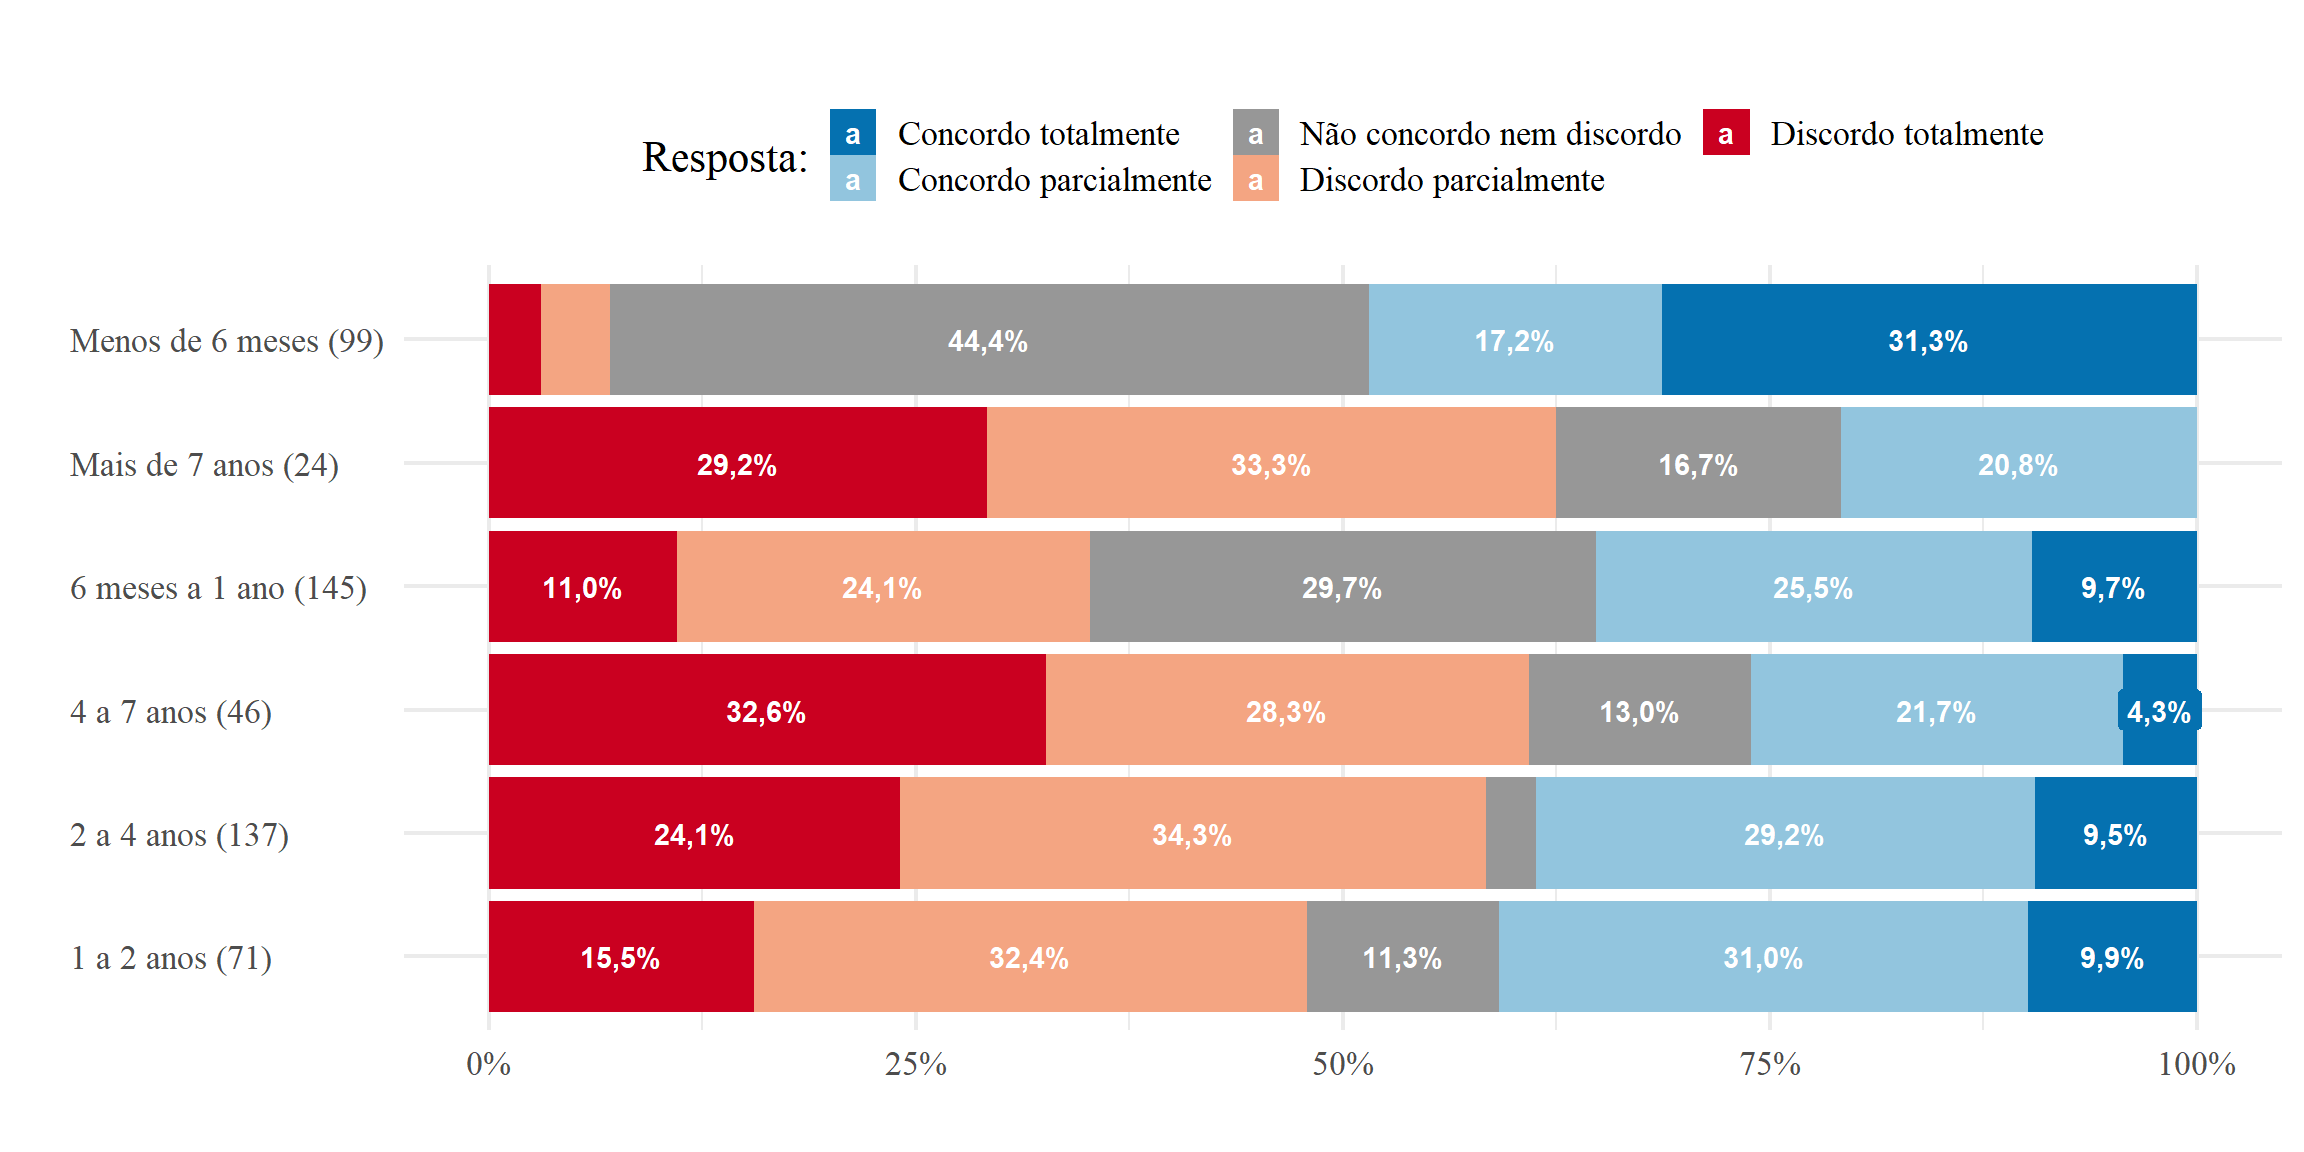 Resposta:
a Concordo totalmente a Não concordo nem discordo a Discordo totalmente
a Concordo parcialmente a Discordo parcialmente
Menos de 6 meses (99) 44,4% 17,2% 31,3%
Mais de 7 anos (24) 29,2% 33,3% 16,7% 20,8%
6 meses a 1 ano (145) 11,0% 24,1% 29,7% 25,5% 9,7%
4 a 7 anos (46) 32,6% 28,3% 13,0% 21,7% 4,3%
2 a 4 anos (137) 24,1% 34,3% 29,2% 9,5%
1 a 2 anos (71) 15,5% 32,4% 11,3% 31,0% 9,9%
0% 25% 50% 75% 100%